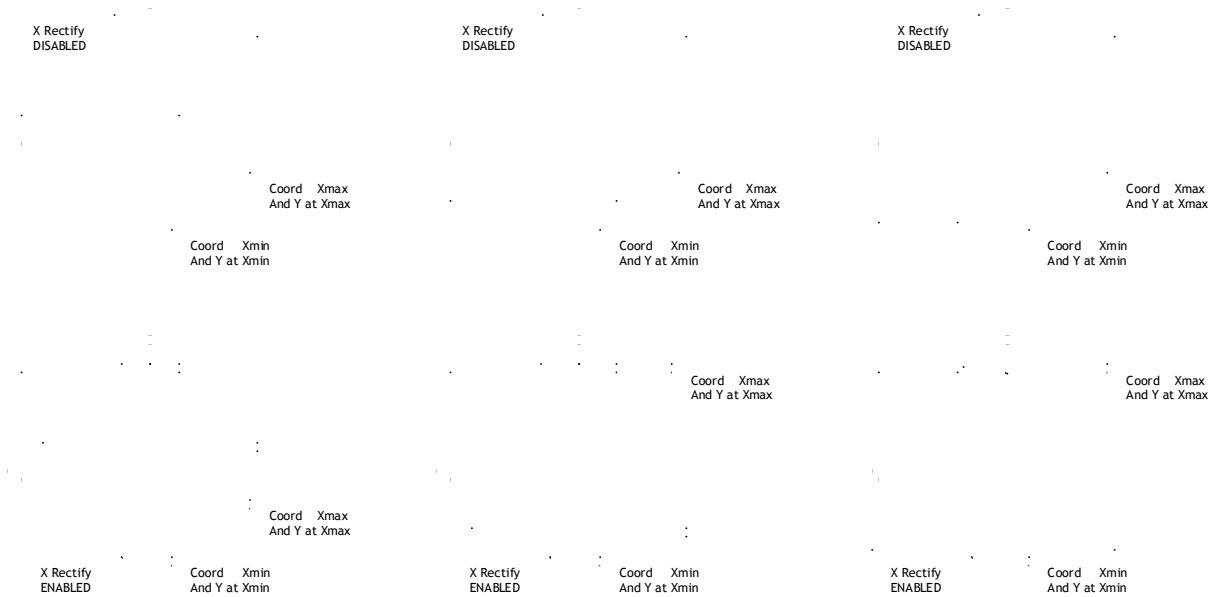 X Rectify
DISABLED
X Rectify
DISABLED
X Rectify
DISABLED
Coord Xmax
And Y at Xmax
Coord Xmax
And Y at Xmax
Coord Xmax
And Y at Xmax
Coord Xmin
And Y at Xmin
Coord Xmin
And Y at Xmin
Coord Xmin
And Y at Xmin
Coord Xmax
And Y at Xmax
Coord Xmax
And Y at Xmax
Coord Xmax
And Y at Xmax
X Rectify
ENABLED
Coord Xmin
And Y at Xmin
X Rectify
ENABLED
Coord Xmin
And Y at Xmin
X Rectify
ENABLED
Coord Xmin
And Y at Xmin